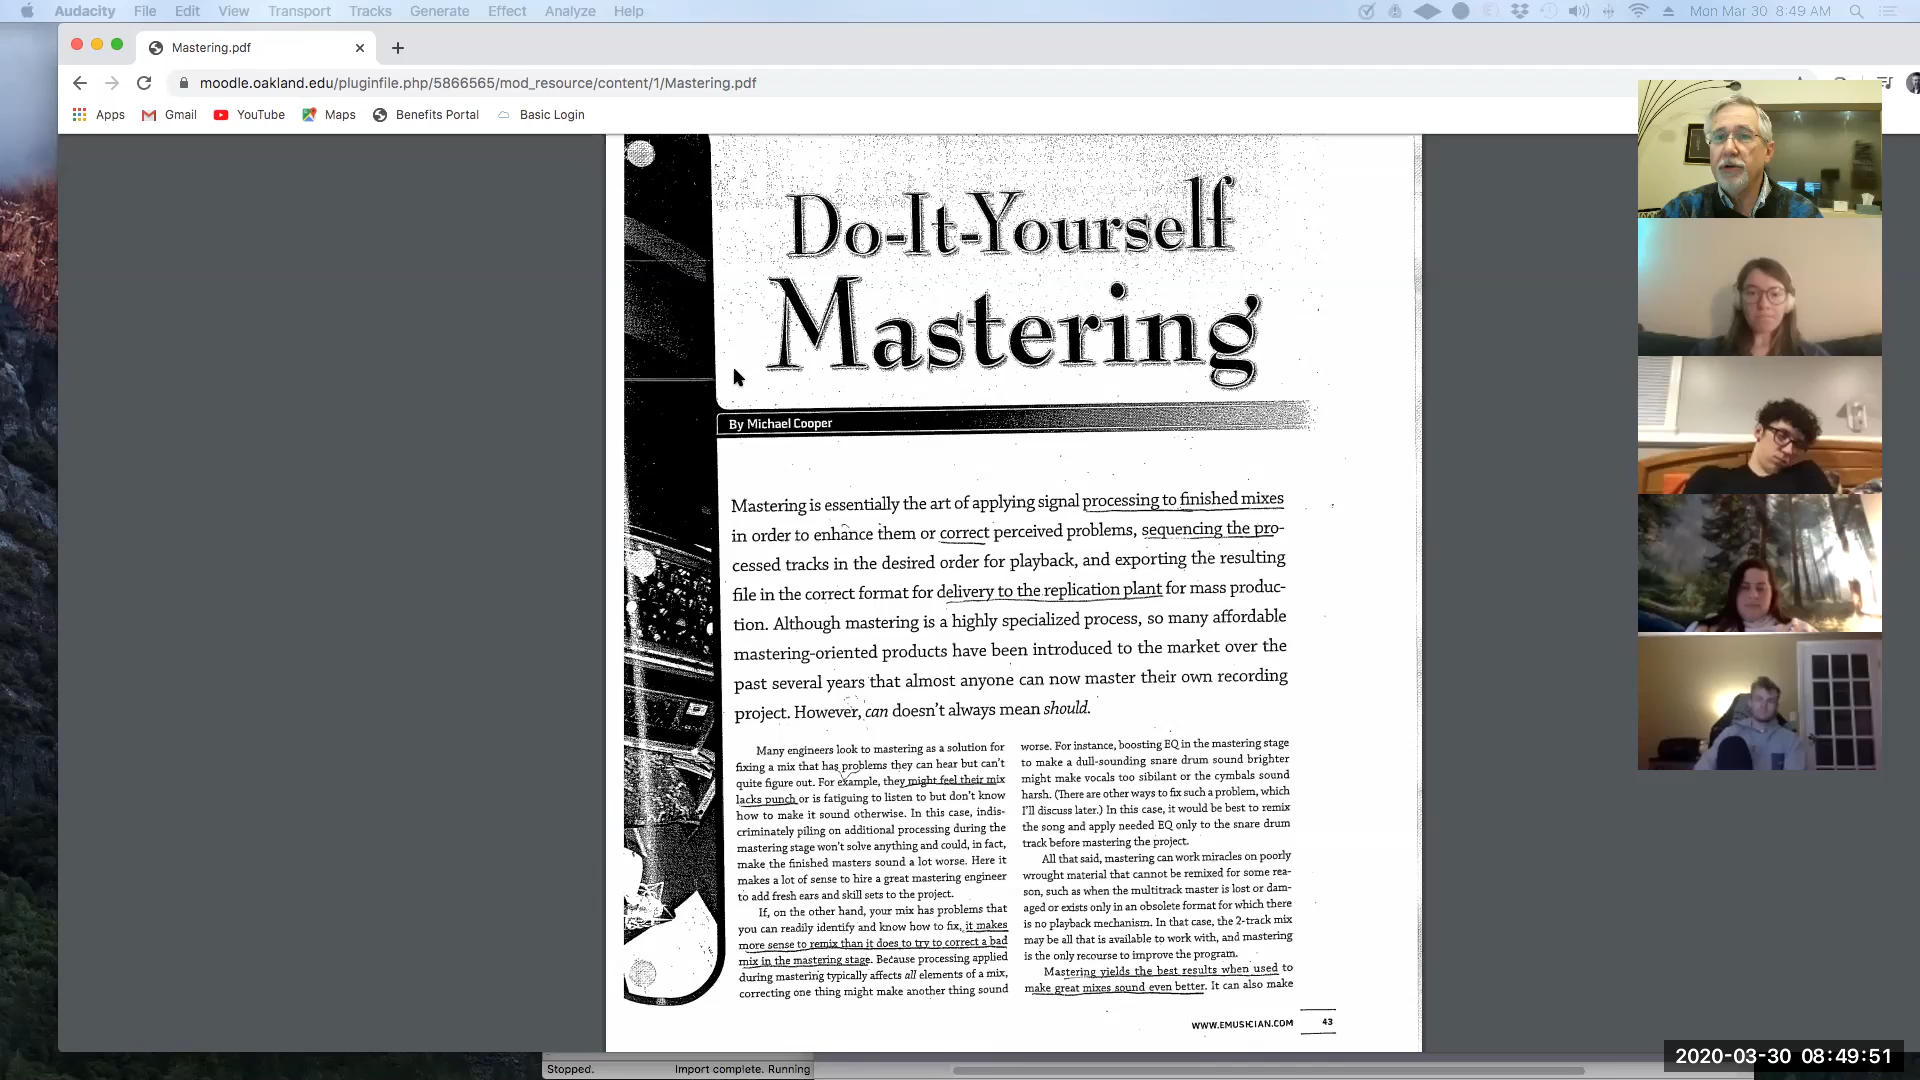 Audacity File Edit View Transport Tracks Generate Effect Analyze Help
Mon Mar 30 8:49 AM
Mastering.pdf
moodle.oakland.edu/pluginfile.php/5866565/mod_resource/content/1/Mastering.pdf
Apps Gmail YouTube Maps Benefits Portal Basic Login
Do-It-Yourself
Mastering
By Michael Cooper
Mastering is essentially the art of applying signal processing to finished mixes
in order to enhance them or correct perceived problems, sequencing the pro-
cessed tracks in the desired order for playback, and exporting the resulting
file in the correct format for delivery to the replication plant for mass produc-
tion. Although mastering is a highly specialized process, so many affordable
mastering-oriented products have been introduced to the market over the
past several years that almost anyone can now master their own recording
project. However, can doesn't always mean should.
Many engineers look to mastering as a solution for
fixing a mix that has problems they can hear but can't
quite figure out. For example, they might feel their mix
lacks punch or is fatiguing to listen to but don't know
how to make it sound otherwise. In this case, indis-
criminately piling on additional processing during the
mastering stage won't solve anything and could, in fact,
make the finished masters sound a lot worse. Here it
makes a lot of sense to hire a great mastering engineer
to add fresh ears and skill sets to the project.
If, on the other hand, your mix has problems that
you can readily identify and know how to fix, it makes
more sense to remix than it does to try to correct a bad
mix in the mastering stage. Because processing applied
during mastering typically affects all elements of a mix,
correcting one thing might make another thing sound
worse. For instance, boosting EQ in the mastering stage
to make a dull-sounding snare drum sound brighter
might make vocals too sibilant or the cymbals sound
harsh. (There are other ways to fix such a problem, which
I'll discuss later.) In this case, it would be best to remix
the song and apply needed EQ only to the snare drum
track before mastering the project.
All that said, mastering can work miracles on poorly
wrought material that cannot be remixed for some rea-
son, such as when the multitrack master is lost or dam-
aged or exists only in an obsolete format for which there
is no playback mechanism. In that case, the 2-track mix
may be all that is available to work with, and mastering
is the only recourse to improve the program.
Mastering yields the best results when used to
make great mixes sound even better. It can also make
WWW.EMUSICIAN.COM 43
Stopped. Import complete. Running
2020-03-30 08:49:51